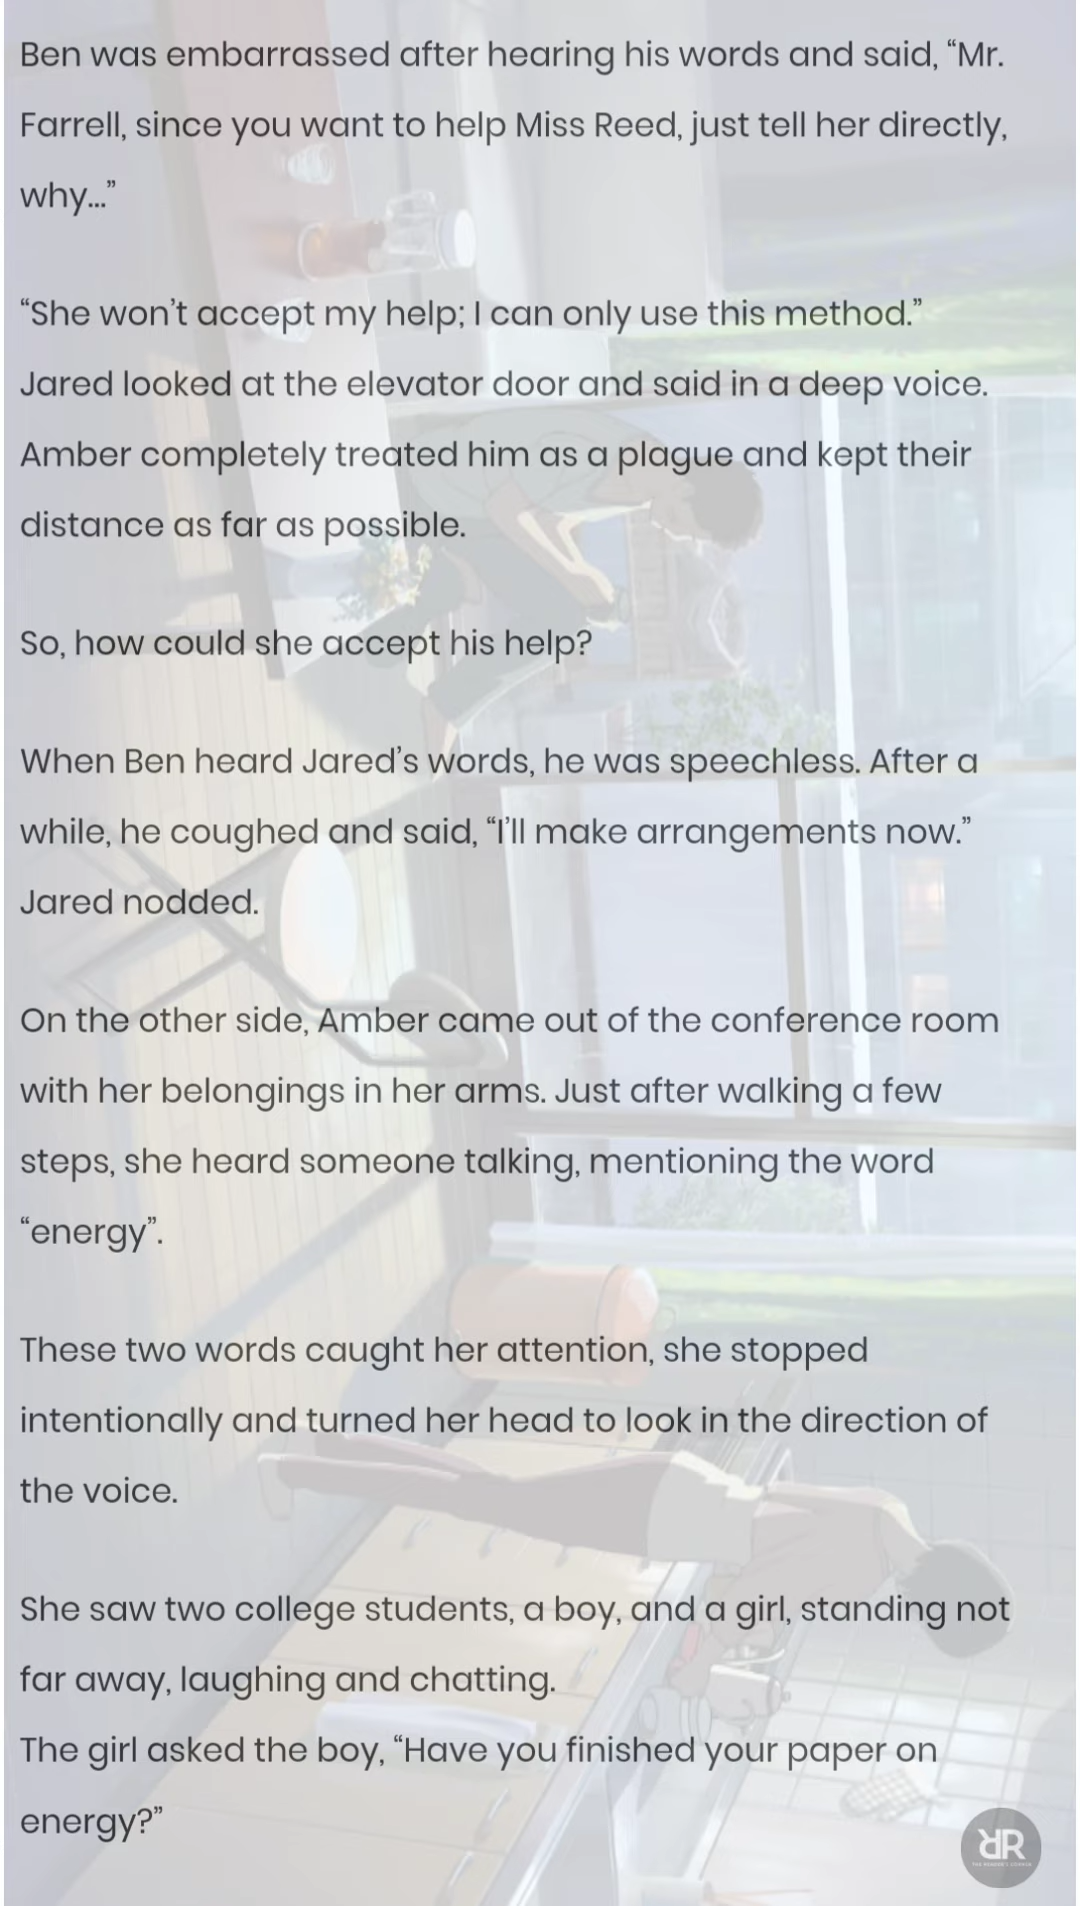 Ben was embarrassed after hearing his words and said, “Mr.
Farrell, since you want to help Miss Reed, just tell her directly,
why...”
“She won’t accept my help; I can only use this method.”
Jared looked at the elevator door and said in a deep voice.
Amber completely treated him as a plague and kept their
distance as far as possible.
So, how could she accept his help?
When Ben heard Jared’s words, he was speechless. After a
while, he coughed and said, “I’ll make arrangements now.”
Jared nodded.
On the other side, Amber came out of the conference room
with her belongings in her arms. Just after walking a few
steps, she heard someone talking, mentioning the word
“energy”.
These two words caught her attention, she stopped
intentionally and turned her head to look in the direction of
the voice.
She saw two college students, a boy, and a girl, standing not
far away, laughing and chatting.
The girl asked the boy, “Have you finished your paper on
energy?”
RR